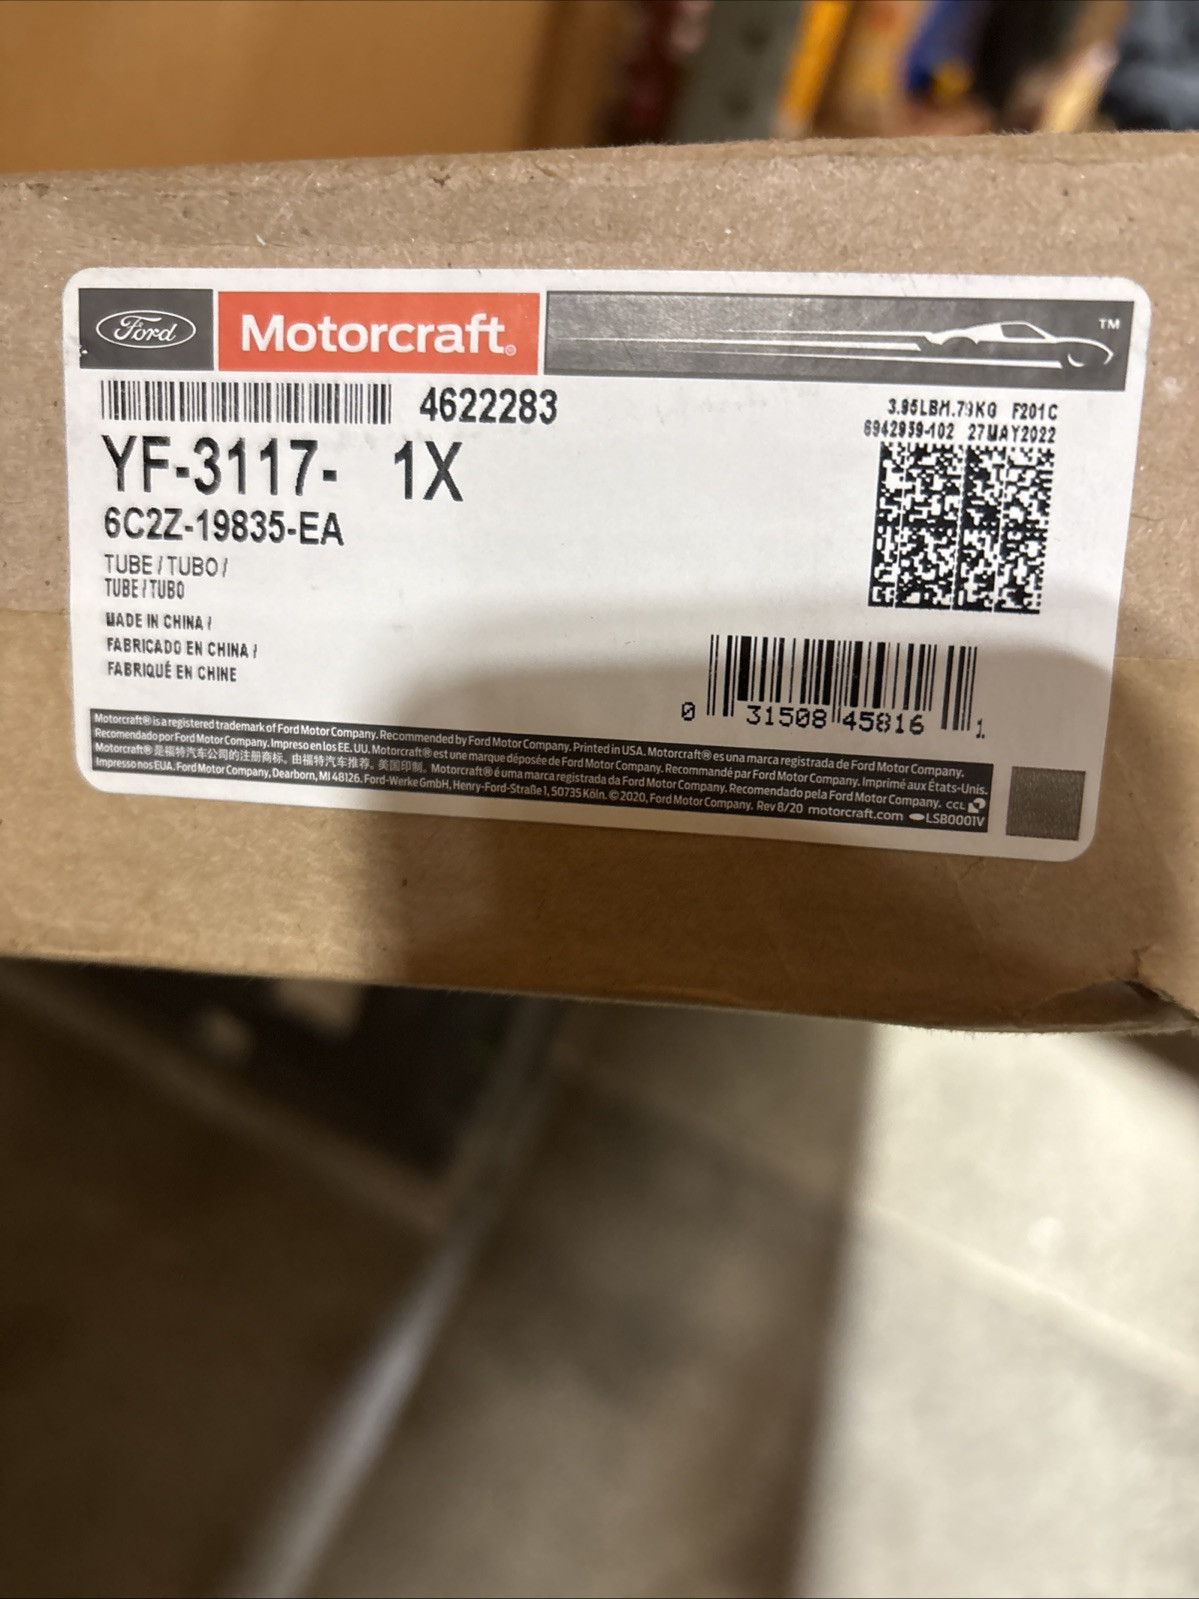 Ford Motorcraft® ™
4622283
3.95LBM.79KG F201C
6942939-102 27MAY2022
YF-3117- 1X
6C2Z-19835-EA
TUBE / TUBO /
TUBE / TUBO
MADE IN CHINA /
FABRICADO EN CHINA /
FABRIQUÉ EN CHINE
0 31508 45816 1
Motorcraft® is a registered trademark of Ford Motor Company. Recommended by Ford Motor Company. Printed in USA. Motorcraft® es una marca registrada de Ford Motor Company.
Recomendado por Ford Motor Company. Impreso en los EE. UU. Motorcraft® est une marque déposée de Ford Motor Company. Recommandé par Ford Motor Company. Imprimé aux États-Unis.
Motorcraft® 是福特汽车公司的注册商标。由福特汽车推荐。美国印制。Motorcraft® é uma marca registrada da Ford Motor Company. Recomendado pela Ford Motor Company. CCL
Impresso nos EUA. Ford Motor Company, Dearborn, MI 48126. Ford-Werke GmbH, Henry-Ford-Straße 1, 50735 Köln. © 2020, Ford Motor Company. Rev 8/20 motorcraft.com LSB0001V